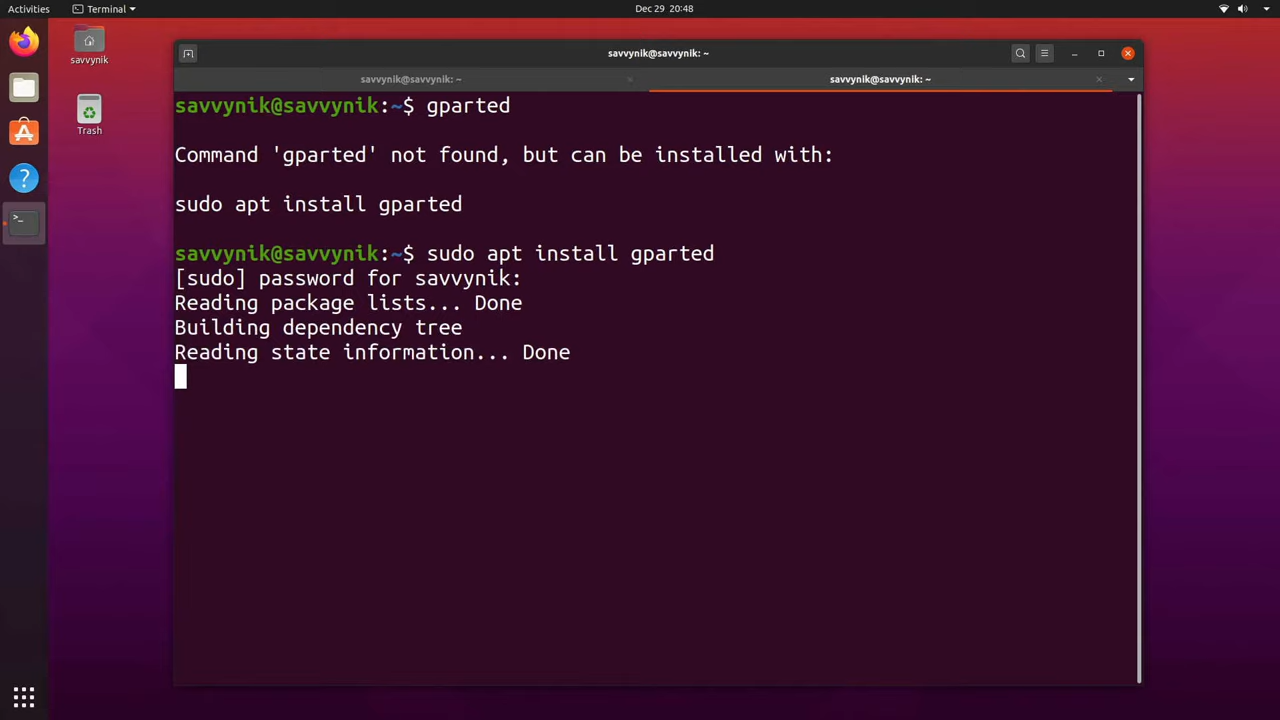 Activities
Terminal
Dec 29 20:48
savvynik
Trash
savvynik@savvynik: ~
savvynik@savvynik: ~
savvynik@savvynik: ~
savvynik@savvynik:~$ gparted
Command 'gparted' not found, but can be installed with:
sudo apt install gparted
savvynik@savvynik:~$ sudo apt install gparted
[sudo] password for savvynik:
Reading package lists... Done
Building dependency tree
Reading state information... Done